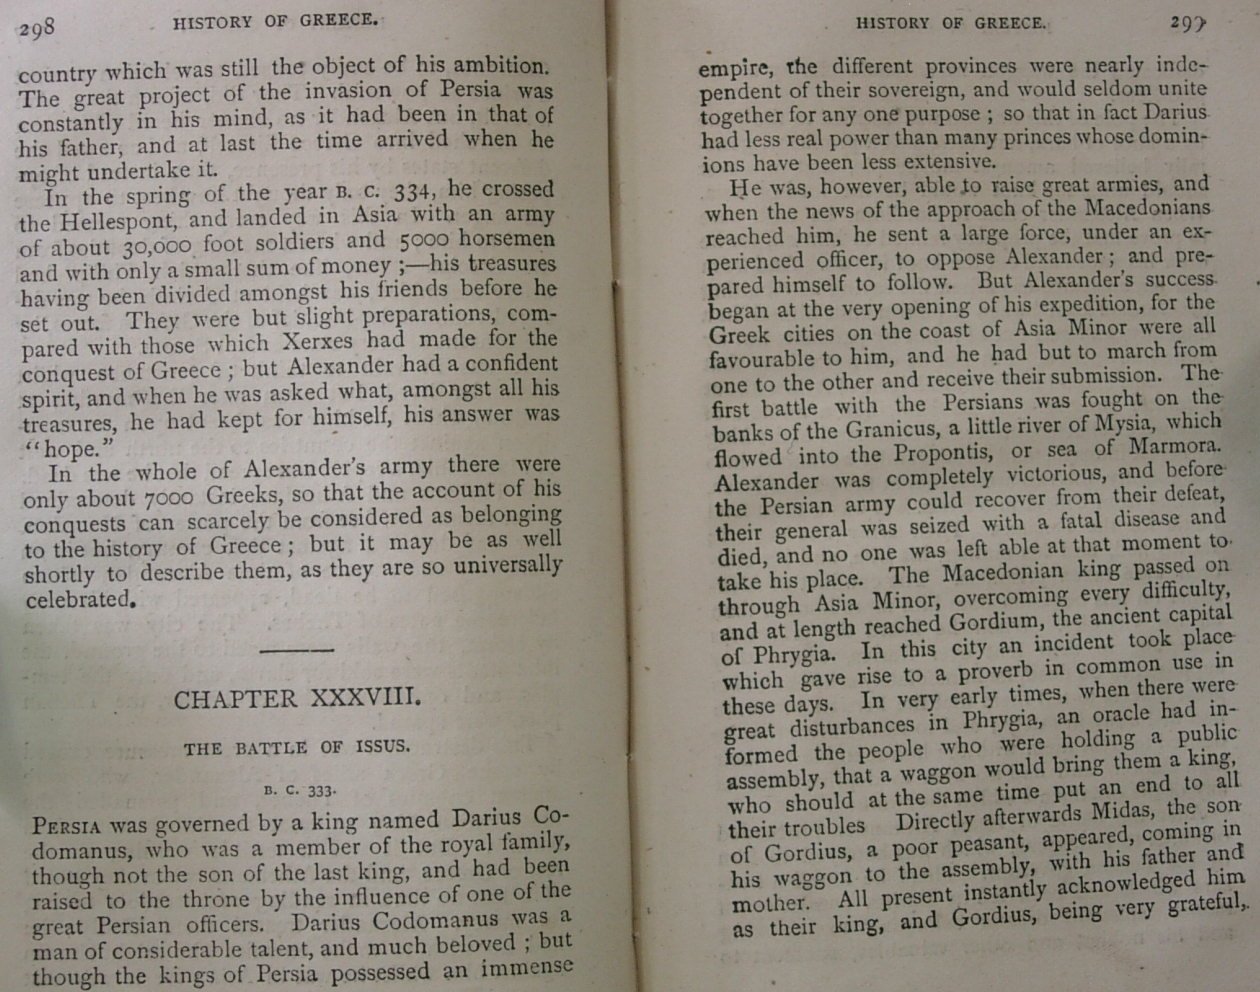 298
HISTORY OF GREECE.
country which was still the object of his ambition.
The great project of the invasion of Persia was
constantly in his mind, as it had been in that of
his father, and at last the time arrived when he
might undertake it.
In the spring of the year B. C. 334, he crossed
the Hellespont, and landed in Asia with an army
of about 30,000 foot soldiers and 5000 horsemen
and with only a small sum of money ;—his treasures
having been divided amongst his friends before he
set out. They were but slight preparations, com-
pared with those which Xerxes had made for the
conquest of Greece ; but Alexander had a confident
spirit, and when he was asked what, amongst all his
treasures, he had kept for himself, his answer was
“hope.”
In the whole of Alexander's army there were
only about 7000 Greeks, so that the account of his
conquests can scarcely be considered as belonging
to the history of Greece ; but it may be as well
shortly to describe them, as they are so universally
celebrated.
CHAPTER XXXVIII.
THE BATTLE OF ISSUS.
B. C. 333.
PERSIA was governed by a king named Darius Co-
domanus, who was a member of the royal family,
though not the son of the last king, and had been
raised to the throne by the influence of one of the
great Persian officers. Darius Codomanus was a
man of considerable talent, and much beloved ; but
though the kings of Persia possessed an immense
HISTORY OF GREECE.
299
empire, the different provinces were nearly inde-
pendent of their sovereign, and would seldom unite
together for any one purpose ; so that in fact Darius
had less real power than many princes whose domin-
ions have been less extensive.
He was, however, able to raise great armies, and
when the news of the approach of the Macedonians
reached him, he sent a large force, under an ex-
perienced officer, to oppose Alexander ; and pre-
pared himself to follow. But Alexander's success
began at the very opening of his expedition, for the
Greek cities on the coast of Asia Minor were all
favourable to him, and he had but to march from
one to the other and receive their submission. The
first battle with the Persians was fought on the
banks of the Granicus, a little river of Mysia, which
flowed into the Propontis, or sea of Marmora.
Alexander was completely victorious, and before
the Persian army could recover from their defeat,
their general was seized with a fatal disease and
died, and no one was left able at that moment to
take his place. The Macedonian king passed on
through Asia Minor, overcoming every difficulty,
and at length reached Gordium, the ancient capital
of Phrygia. In this city an incident took place
which gave rise to a proverb in common use in
these days. In very early times, when there were
great disturbances in Phrygia, an oracle had in-
formed the people who were holding a public
assembly, that a waggon would bring them a king,
who should at the same time put an end to all
their troubles Directly afterwards Midas, the son
of Gordius, a poor peasant, appeared, coming in
his waggon to the assembly, with his father and
mother. All present instantly acknowledged him
as their king, and Gordius, being very grateful,